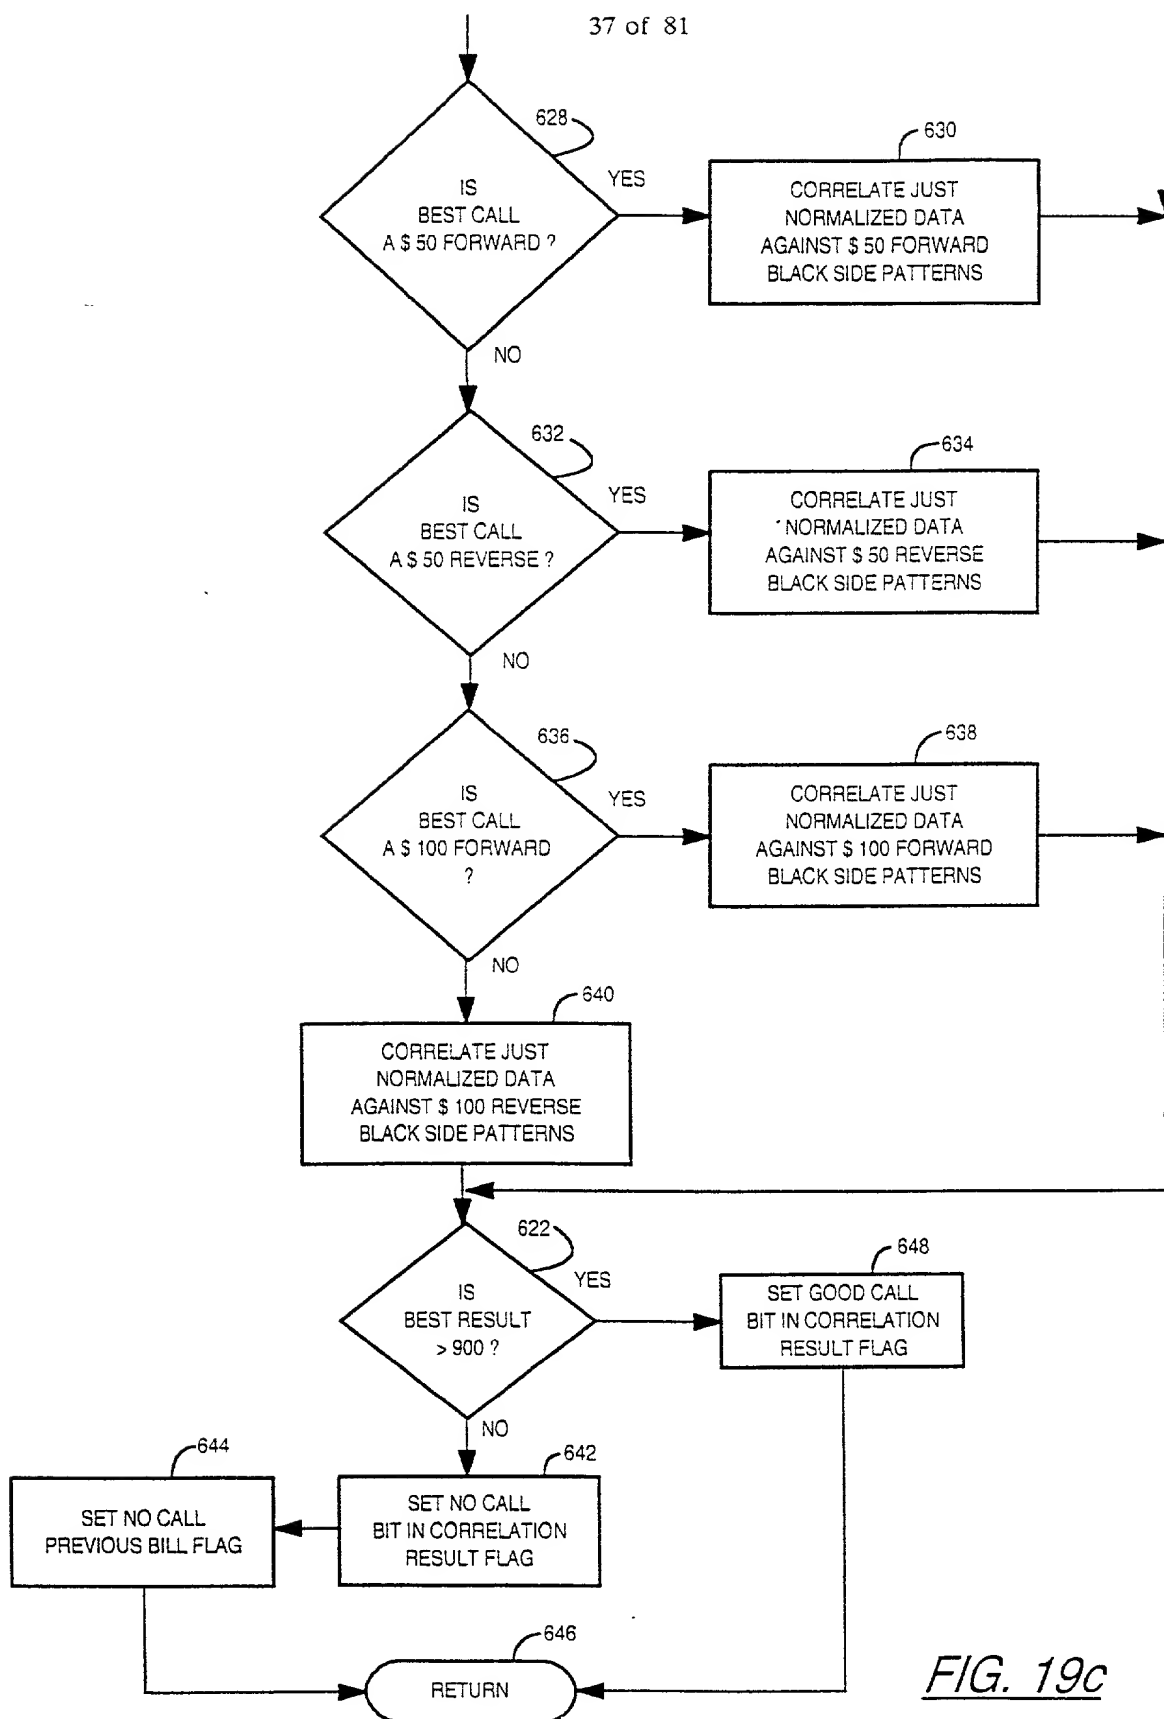 37 of 81
628
IS
BEST CALL
A $ 50 FORWARD ?
YES
630
CORRELATE JUST
NORMALIZED DATA
AGAINST $ 50 FORWARD
BLACK SIDE PATTERNS
NO
632
IS
BEST CALL
A $ 50 REVERSE ?
YES
634
CORRELATE JUST
NORMALIZED DATA
AGAINST $ 50 REVERSE
BLACK SIDE PATTERNS
NO
636
IS
BEST CALL
A $ 100 FORWARD
?
YES
638
CORRELATE JUST
NORMALIZED DATA
AGAINST $ 100 FORWARD
BLACK SIDE PATTERNS
NO
640
CORRELATE JUST
NORMALIZED DATA
AGAINST $ 100 REVERSE
BLACK SIDE PATTERNS
622
IS
BEST RESULT
> 900 ?
YES
648
SET GOOD CALL
BIT IN CORRELATION
RESULT FLAG
NO
644
SET NO CALL
PREVIOUS BILL FLAG
642
SET NO CALL
BIT IN CORRELATION
RESULT FLAG
646
RETURN
FIG. 19c